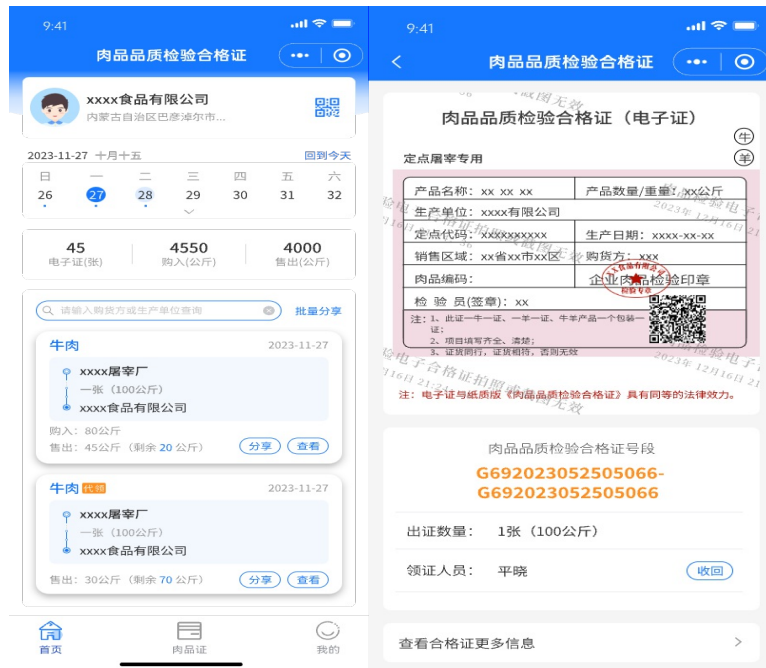 9:41
肉品品质检验合格证
xxxx食品有限公司
内蒙古自治区巴彦淖尔市...
2023-11-27 十月十五
回到今天
日 一 二 三 四 五 六
26 27 28 29 30 31 32
45 4550 4000
电子证(张) 购入(公斤) 售出(公斤)
请输入购货方或生产单位查询
批量分享
牛肉
2023-11-27
xxxx屠宰厂
一张（100公斤）
xxxx食品有限公司
购入：80公斤
售出：45公斤（剩余 20 公斤）
分享 查看
牛肉 代领
2023-11-27
xxxx屠宰厂
一张（100公斤）
xxxx食品有限公司
售出：30公斤（剩余 70 公斤）
分享 查看
首页 肉品证 我的
9:41
肉品品质检验合格证
肉品品质检验合格证（电子证）
牛
定点屠宰专用
羊
产品名称：xx xx xx
产品数量/重量：xx公斤
生产单位：xxxx有限公司
定点代码：xxxxxxxxxx
生产日期：xxxx-xx-xx
销售区域：xx省xx市xx区
购货方：xxx
肉品编码：
企业肉品检验印章
检验专章
检 验 员(签章)：xx
注：1、此证一牛一证、一羊一证、牛羊产品一个包装一
证；
2、项目填写齐全、清楚；
3、证货同行，证货相符，否则无效
2023年 12月16日 21
注：电子证与纸质版《肉品品质检验合格证》具有同等的法律效力。
肉品品质检验合格证号段
G692023052505066-
G692023052505066
出证数量： 1张（100公斤）
领证人员： 平晓
收回
查看合格证更多信息